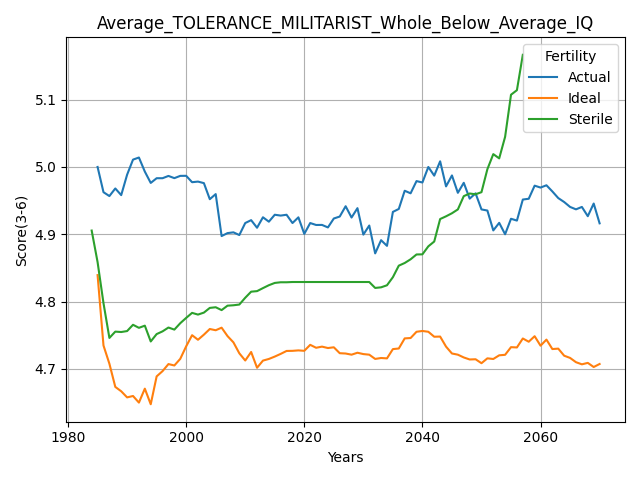 Average_TOLERANCE_MILITARIST_Whole_Below_Average_IQ
Fertility
Actual
Ideal
Sterile
Score(3-6)
5.1
5.0
4.9
4.8
4.7
1980
2000
2020
2040
2060
Years